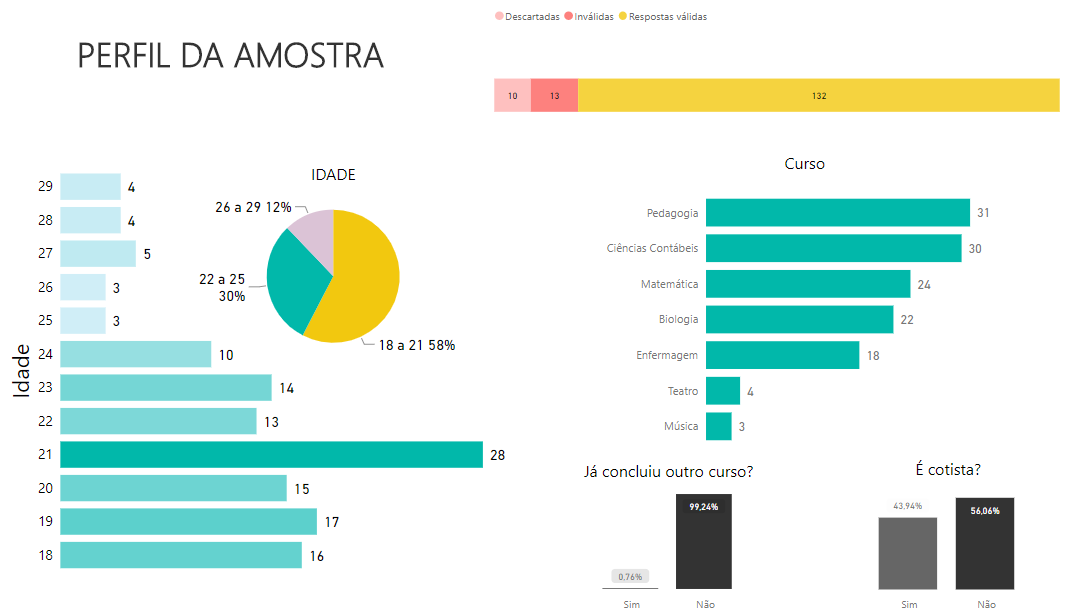 Descartadas Inválidas Respostas válidas
PERFIL DA AMOSTRA
10 13 132
Idade
29 4
28 4
27 5
26 3
25 3
24 10
23 14
22 13
21 28
20 15
19 17
18 16
IDADE
26 a 29 12%
22 a 25
30%
18 a 21 58%
Curso
Pedagogia 31
Ciências Contábeis 30
Matemática 24
Biologia 22
Enfermagem 18
Teatro 4
Música 3
Já concluiu outro curso?
99,24%
0,76%
Sim Não
É cotista?
43,94% 56,06%
Sim Não